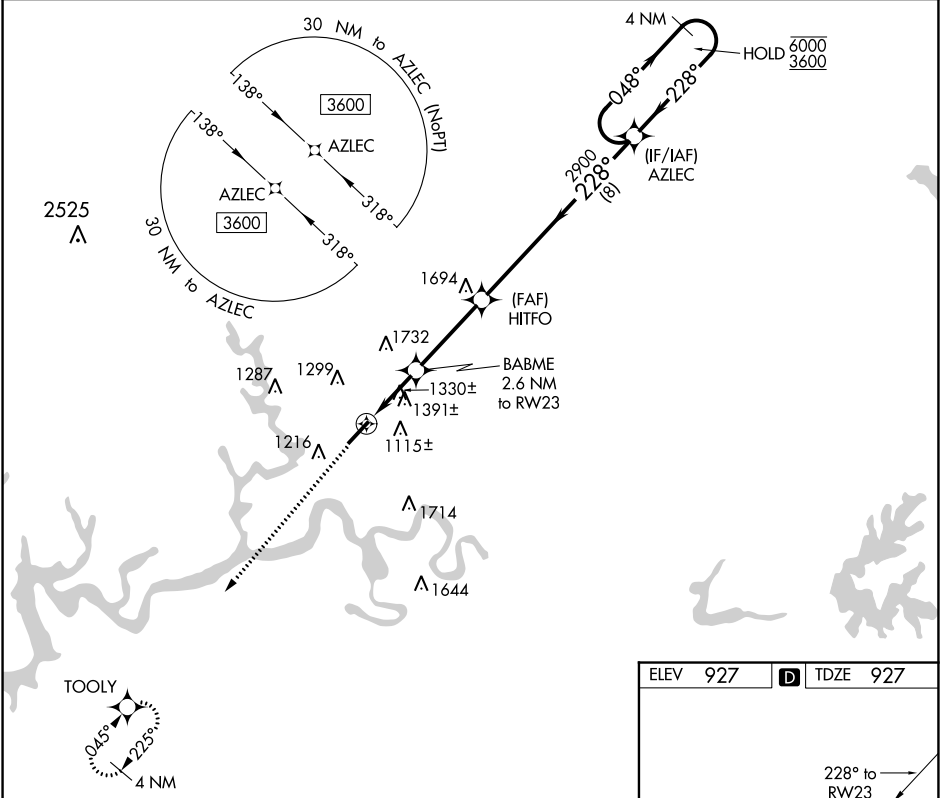 30 NM to AZLEC (NoPT)
138°
3600
AZLEC
318°
138°
AZLEC
3600
318°
30 NM to AZLEC
4 NM
HOLD 6000
3600
048°
228°
(IF/IAF)
AZLEC
2900
228°
(8)
2525
1694
(FAF)
HITFO
1732
BABME
2.6 NM
to RW23
1287
1299
1330±
1391±
1115±
1216
1714
1644
TOOLY
045°
225°
4 NM
ELEV 927 D TDZE 927
228° to
RW23